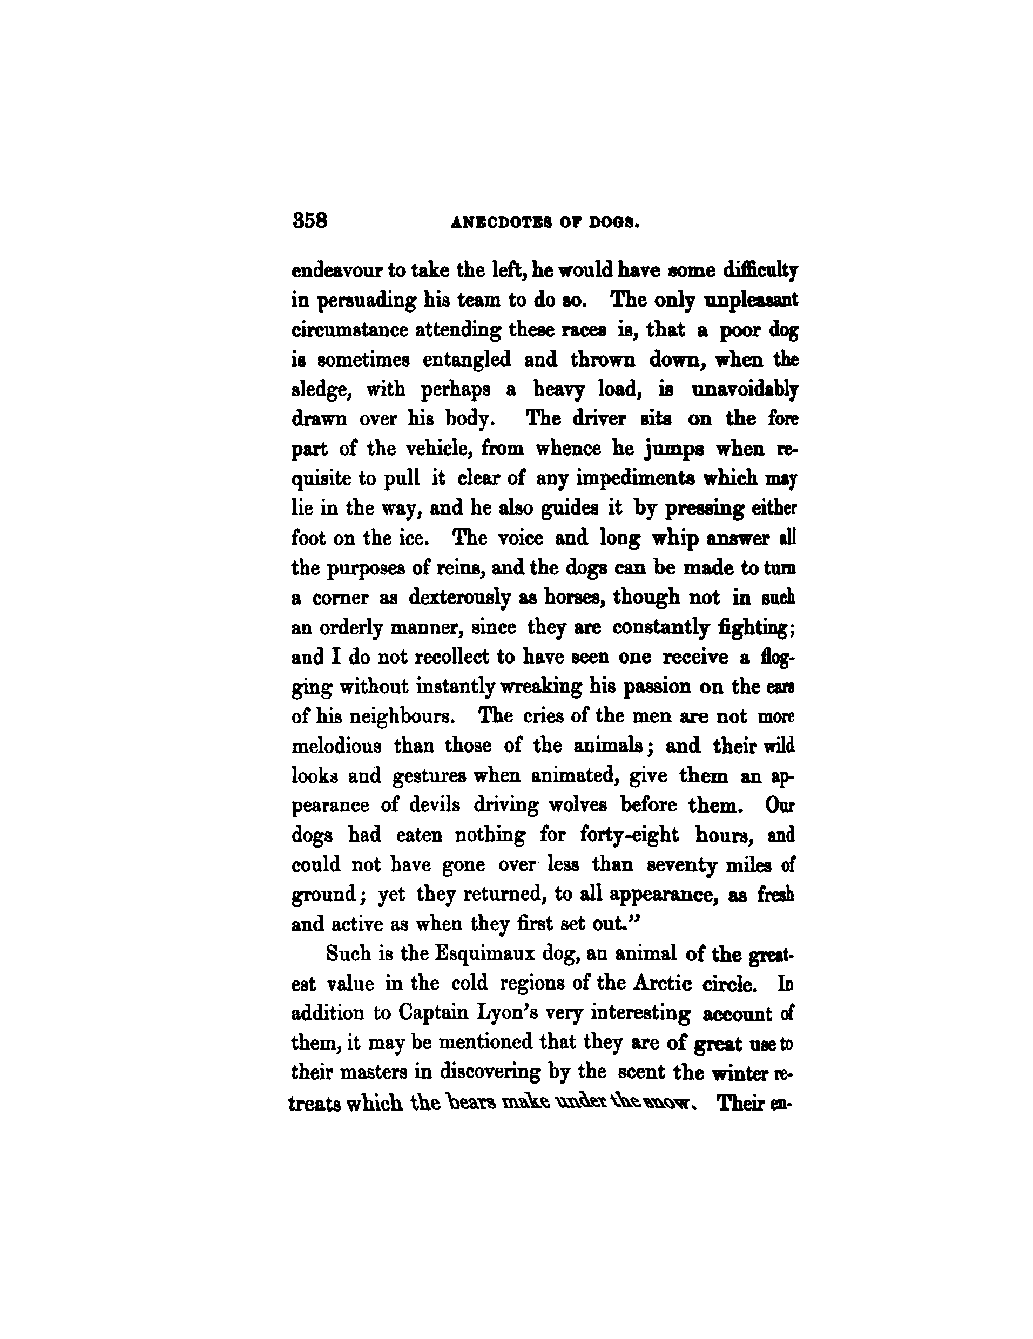 358 ANECDOTES OF DOGS.
endeavour to take the left, he would have some difficulty
in persuading his team to do so. The only unpleasant
circumstance attending these races is, that a poor dog
is sometimes entangled and thrown down, when the
sledge, with perhaps a heavy load, is unavoidably
drawn over his body. The driver sits on the fore
part of the vehicle, from whence he jumps when re-
quisite to pull it clear of any impediments which may
lie in the way, and he also guides it by pressing either
foot on the ice. The voice and long whip answer all
the purposes of reins, and the dogs can be made to turn
a corner as dexterously as horses, though not in such
an orderly manner, since they are constantly fighting;
and I do not recollect to have seen one receive a flog-
ging without instantly wreaking his passion on the ears
of his neighbours. The cries of the men are not more
melodious than those of the animals; and their wild
looks and gestures when animated, give them an ap-
pearance of devils driving wolves before them. Our
dogs had eaten nothing for forty-eight hours, and
could not have gone over less than seventy miles of
ground; yet they returned, to all appearance, as fresh
and active as when they first set out."
Such is the Esquimaux dog, an animal of the great-
est value in the cold regions of the Arctic circle. In
addition to Captain Lyon's very interesting account of
them, it may be mentioned that they are of great use to
their masters in discovering by the scent the winter re-
treats which the bears make under the snow. Their en-